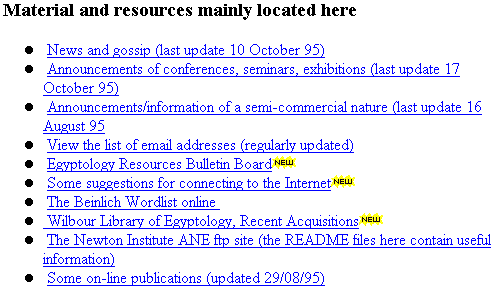 Material and resources mainly located here
News and gossip (last update 10 October 95)
Announcements of conferences, seminars, exhibitions (last update 17
October 95)
Announcements/information of a semi-commercial nature (last update 16
August 95
View the list of email addresses (regularly updated)
Egyptology Resources Bulletin Board NEW
Some suggestions for connecting to the Internet NEW
The Beinlich Wordlist online
Wilbour Library of Egyptology, Recent Acquisitions NEW
The Newton Institute ANE ftp site (the README files here contain useful
information)
Some on-line publications (updated 29/08/95)